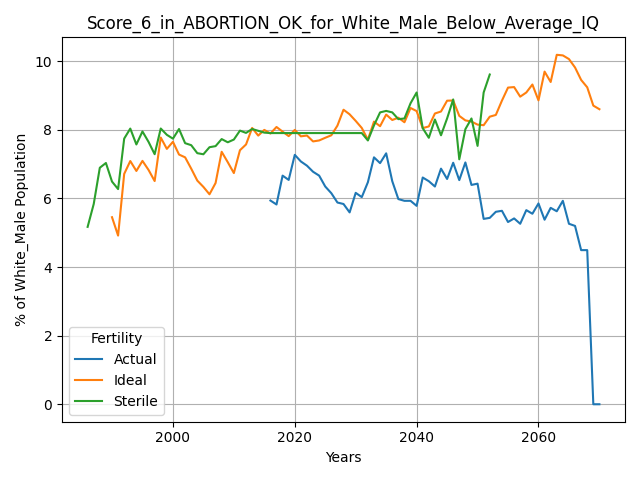 Score_6_in_ABORTION_OK_for_White_Male_Below_Average_IQ
% of White_Male Population
10
8
6
4
2
0
Fertility
Actual
Ideal
Sterile
2000
2020
2040
2060
Years